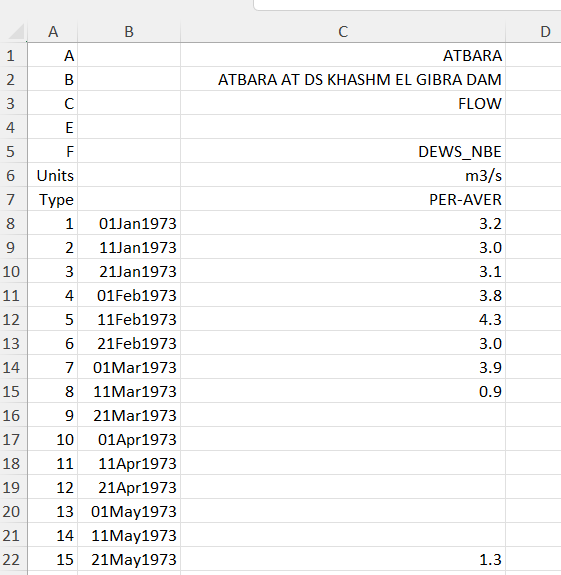 A B C D
1 A ATBARA
2 B ATBARA AT DS KHASHM EL GIBRA DAM
3 C FLOW
4 E
5 F DEWS_NBE
6 Units m3/s
7 Type PER-AVER
8 1 01Jan1973 3.2
9 2 11Jan1973 3.0
10 3 21Jan1973 3.1
11 4 01Feb1973 3.8
12 5 11Feb1973 4.3
13 6 21Feb1973 3.0
14 7 01Mar1973 3.9
15 8 11Mar1973 0.9
16 9 21Mar1973
17 10 01Apr1973
18 11 11Apr1973
19 12 21Apr1973
20 13 01May1973
21 14 11May1973
22 15 21May1973 1.3